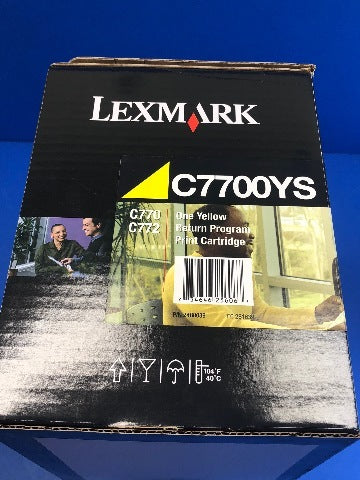 LEXMARK
C7700YS
C770
C772
One Yellow
Return Program
Print Cartridge
104°F
40°C